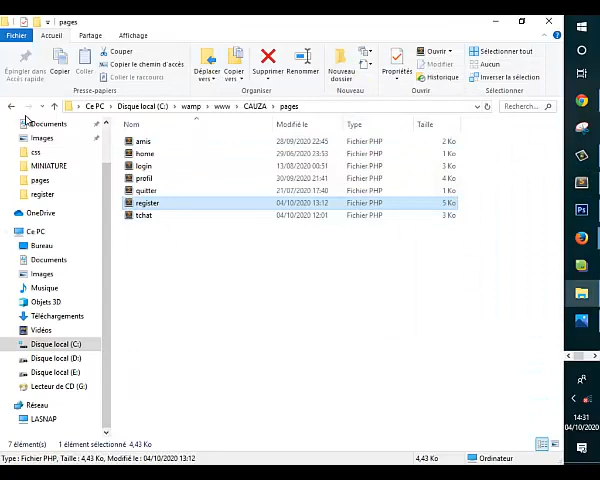 pages
Fichier Accueil Partage Affichage
Épingler dans Accès rapide
Copier
Coller
Couper
Copier le chemin d'accès
Coller le raccourci
Déplacer vers
Copier vers
Supprimer
Renommer
Nouveau dossier
Propriétés
Ouvrir
Modifier
Historique
Sélectionner tout
Aucun
Inverser la sélection
Presse-papiers Organiser Nouveau Ouvrir Sélectionner
Ce PC > Disque local (C:) > wamp > www > CAUZA > pages
Recherch...
Nom Modifié le Type Taille
amis 28/09/2020 22:45 Fichier PHP 2 Ko
home 29/06/2020 23:53 Fichier PHP 1 Ko
login 13/08/2020 00:51 Fichier PHP 3 Ko
profil 30/09/2020 21:41 Fichier PHP 4 Ko
quitter 21/07/2020 17:40 Fichier PHP 1 Ko
register 04/10/2020 13:12 Fichier PHP 5 Ko
tchat 04/10/2020 12:01 Fichier PHP 3 Ko
Documents
Images
css
MINIATURE
pages
register
OneDrive
Ce PC
Bureau
Documents
Images
Musique
Objets 3D
Téléchargements
Vidéos
Disque local (C:)
Disque local (D:)
Disque local (E:)
Lecteur de CD (G:)
Réseau
LASNAP
7 élément(s) 1 élément sélectionné 4,43 Ko
Type : Fichier PHP, Taille : 4,43 Ko, Modifié le : 04/10/2020 13:12 4,43 Ko Ordinateur
Ps
14:31
04/10/2020